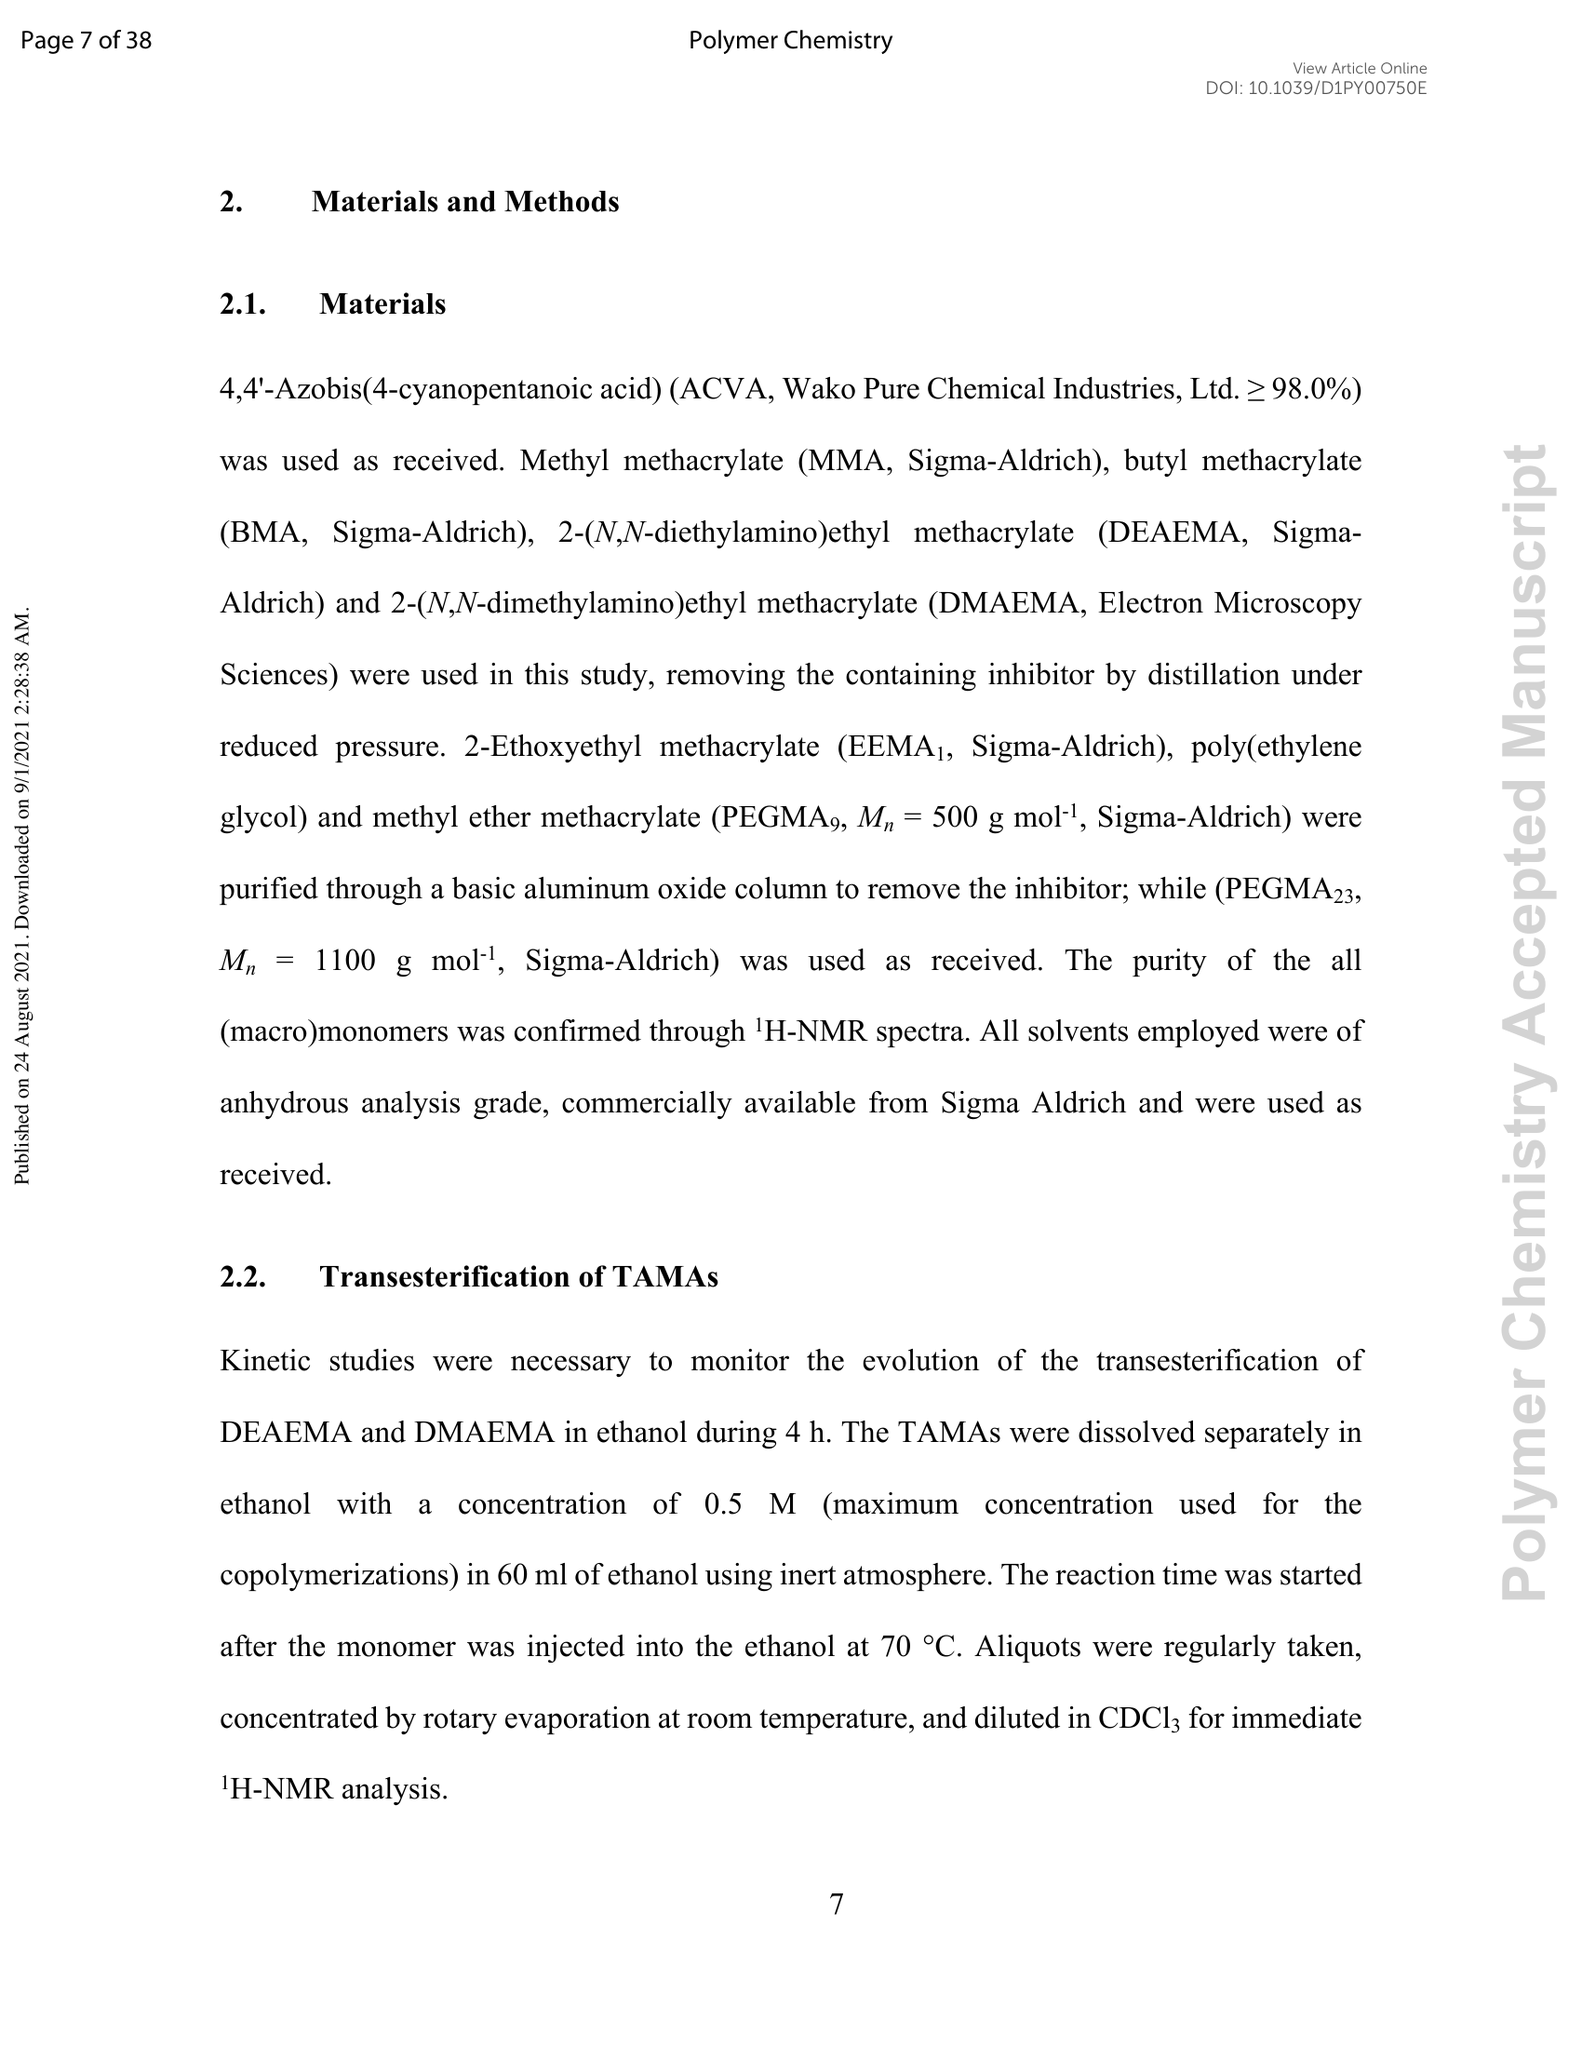 Page 7 of 38
Polymer Chemistry
View Article Online
DOI: 10.1039/D1PY00750E
2. Materials and Methods
2.1. Materials
4,4'-Azobis(4-cyanopentanoic acid) (ACVA, Wako Pure Chemical Industries, Ltd. ≥ 98.0%)
was used as received. Methyl methacrylate (MMA, Sigma-Aldrich), butyl methacrylate
(BMA, Sigma-Aldrich), 2-(N,N-diethylamino)ethyl methacrylate (DEAEMA, Sigma-
Aldrich) and 2-(N,N-dimethylamino)ethyl methacrylate (DMAEMA, Electron Microscopy
Sciences) were used in this study, removing the containing inhibitor by distillation under
reduced pressure. 2-Ethoxyethyl methacrylate (EEMA₁, Sigma-Aldrich), poly(ethylene
glycol) and methyl ether methacrylate (PEGMA₉, Mₙ = 500 g mol⁻¹, Sigma-Aldrich) were
purified through a basic aluminum oxide column to remove the inhibitor; while (PEGMA₂₃,
Mₙ = 1100 g mol⁻¹, Sigma-Aldrich) was used as received. The purity of the all
(macro)monomers was confirmed through ¹H-NMR spectra. All solvents employed were of
anhydrous analysis grade, commercially available from Sigma Aldrich and were used as
received.
2.2. Transesterification of TAMAs
Kinetic studies were necessary to monitor the evolution of the transesterification of
DEAEMA and DMAEMA in ethanol during 4 h. The TAMAs were dissolved separately in
ethanol with a concentration of 0.5 M (maximum concentration used for the
copolymerizations) in 60 ml of ethanol using inert atmosphere. The reaction time was started
after the monomer was injected into the ethanol at 70 °C. Aliquots were regularly taken,
concentrated by rotary evaporation at room temperature, and diluted in CDCl₃ for immediate
¹H-NMR analysis.
7
Published on 24 August 2021. Downloaded on 9/1/2021 2:28:38 AM.
Polymer Chemistry Accepted Manuscript